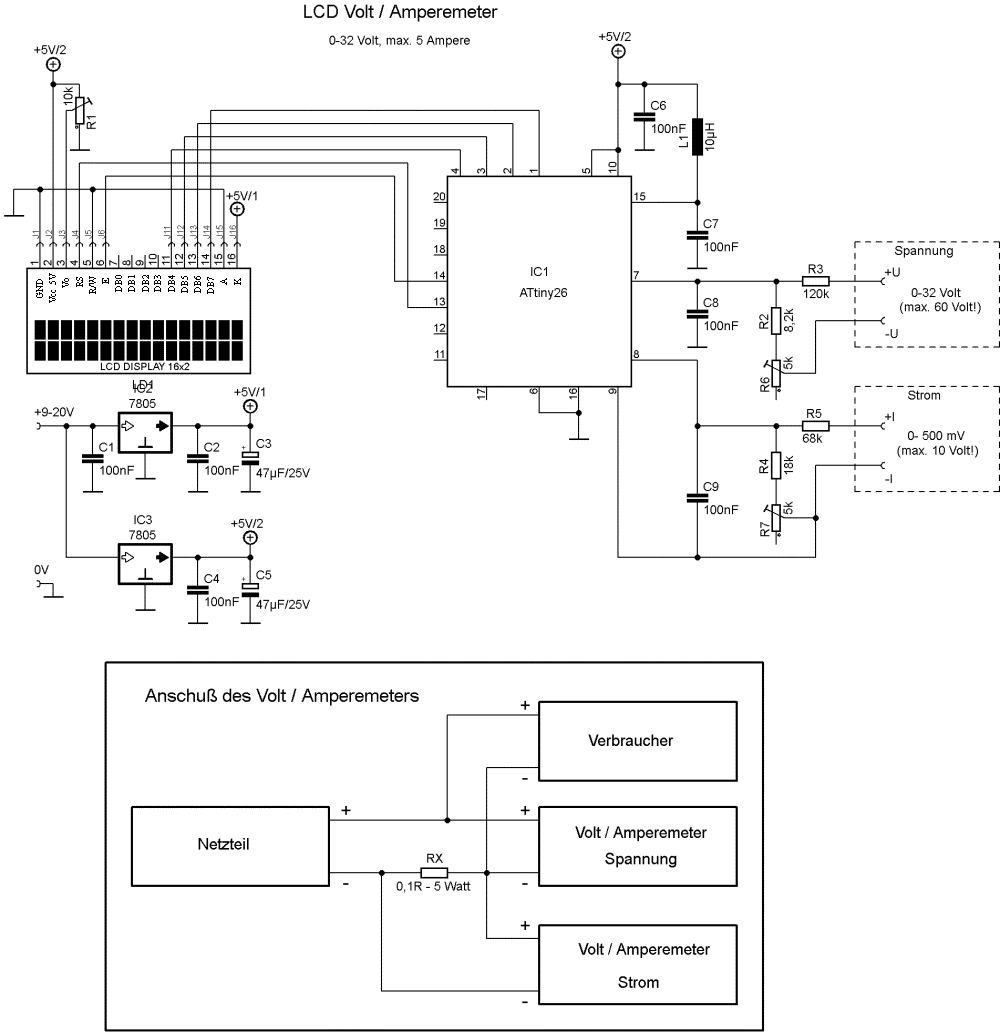 LCD Volt / Amperemeter
0-32 Volt, max. 5 Ampere
+5V/2
10k
R1
+5V/2
C6
100nF
L1
10µH
4
3
2
1
5
10
20
19
18
14
13
12
11
17
6
16
9
15
7
8
IC1
ATtiny26
C7
100nF
C8
100nF
C9
100nF
R3
120k
R2
8,2k
R6
5k
R5
68k
R4
18k
R7
5k
Spannung
+U
0-32 Volt
(max. 60 Volt!)
-U
Strom
+I
0- 500 mV
(max. 10 Volt!)
-I
+5V/1
J1 J2 J3 J4 J5 J6 J11 J12 J13 J14 J15 J16
1 2 3 4 5 6 7 8 9 10 11 12 13 14 15 16
GND Vcc 5V Vo RS R/W E DB0 DB1 DB2 DB3 DB4 DB5 DB6 DB7 A K
LCD DISPLAY 16x2
LD1
IC2
7805
+9-20V
+5V/1
C1
100nF
C2
100nF
C3
+
47µF/25V
IC3
7805
+5V/2
0V
C4
100nF
C5
+
47µF/25V
Anschuß des Volt / Amperemeters
Netzteil
+
-
RX
0,1R - 5 Watt
+
Verbraucher
-
+
Volt / Amperemeter
Spannung
-
+
Volt / Amperemeter
Strom
-